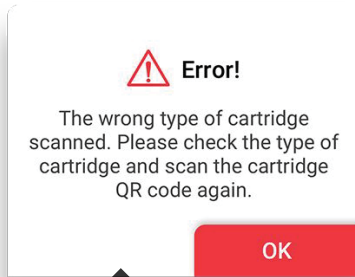 Error!
The wrong type of cartridge
scanned. Please check the type of
cartridge and scan the cartridge
QR code again.
OK